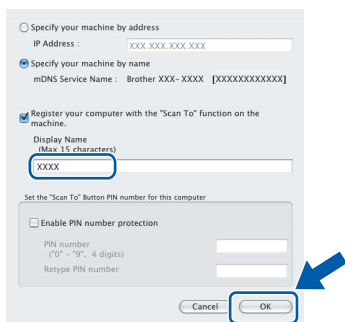 Specify your machine by address
IP Address :
XXX.XXX.XXX.XXX
Specify your machine by name
mDNS Service Name : Brother XXX-XXXX [XXXXXXXXXXXX]
Register your computer with the "Scan To" function on the
machine.
Display Name
(Max 15 characters)
XXXX
Set the "Scan To" Button PIN number for this computer
Enable PIN number protection
PIN number
("0" - "9", 4 digits)
Retype PIN number
Cancel
OK